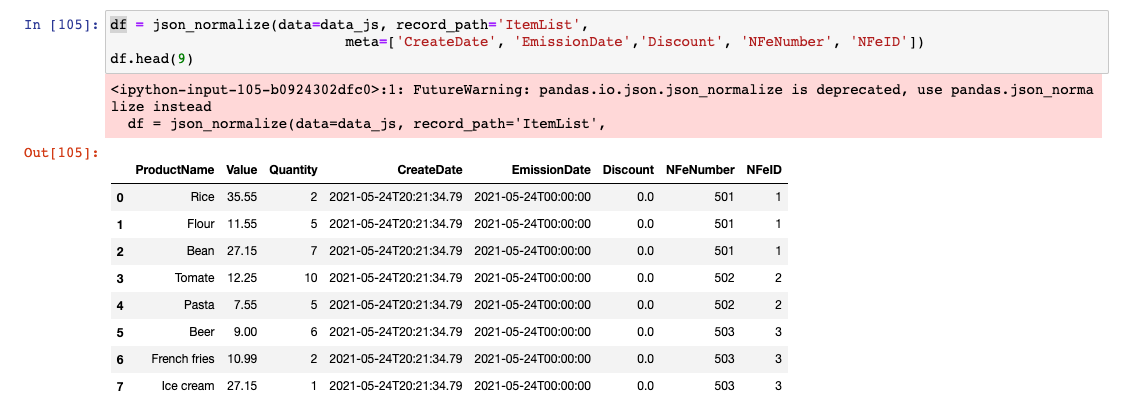 In [105]: df = json_normalize(data=data_js, record_path='ItemList',
meta=['CreateDate', 'EmissionDate','Discount', 'NFeNumber', 'NFeID'])
df.head(9)
<ipython-input-105-b0924302dfc0>:1: FutureWarning: pandas.io.json.json_normalize is deprecated, use pandas.json_norma
lize instead
df = json_normalize(data=data_js, record_path='ItemList',
Out[105]:
ProductName Value Quantity CreateDate EmissionDate Discount NFeNumber NFeID
0 Rice 35.55 2 2021-05-24T20:21:34.79 2021-05-24T00:00:00 0.0 501 1
1 Flour 11.55 5 2021-05-24T20:21:34.79 2021-05-24T00:00:00 0.0 501 1
2 Bean 27.15 7 2021-05-24T20:21:34.79 2021-05-24T00:00:00 0.0 501 1
3 Tomate 12.25 10 2021-05-24T20:21:34.79 2021-05-24T00:00:00 0.0 502 2
4 Pasta 7.55 5 2021-05-24T20:21:34.79 2021-05-24T00:00:00 0.0 502 2
5 Beer 9.00 6 2021-05-24T20:21:34.79 2021-05-24T00:00:00 0.0 503 3
6 French fries 10.99 2 2021-05-24T20:21:34.79 2021-05-24T00:00:00 0.0 503 3
7 Ice cream 27.15 1 2021-05-24T20:21:34.79 2021-05-24T00:00:00 0.0 503 3